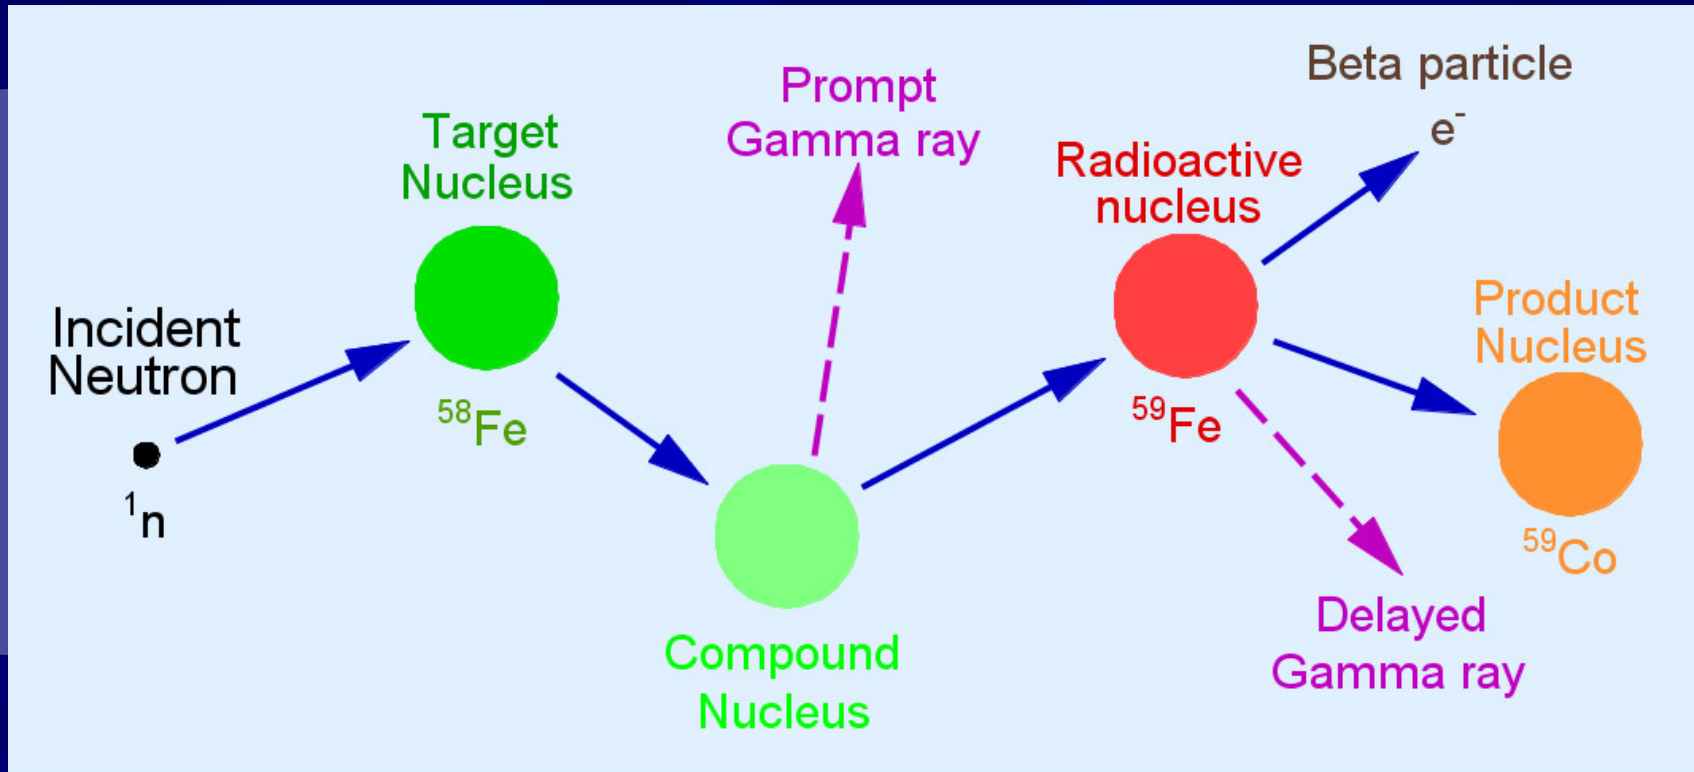 Incident
Neutron
¹n
Target
Nucleus
⁵⁸Fe
Prompt
Gamma ray
Compound
Nucleus
Radioactive
nucleus
⁵⁹Fe
Beta particle
e⁻
Product
Nucleus
⁵⁹Co
Delayed
Gamma ray